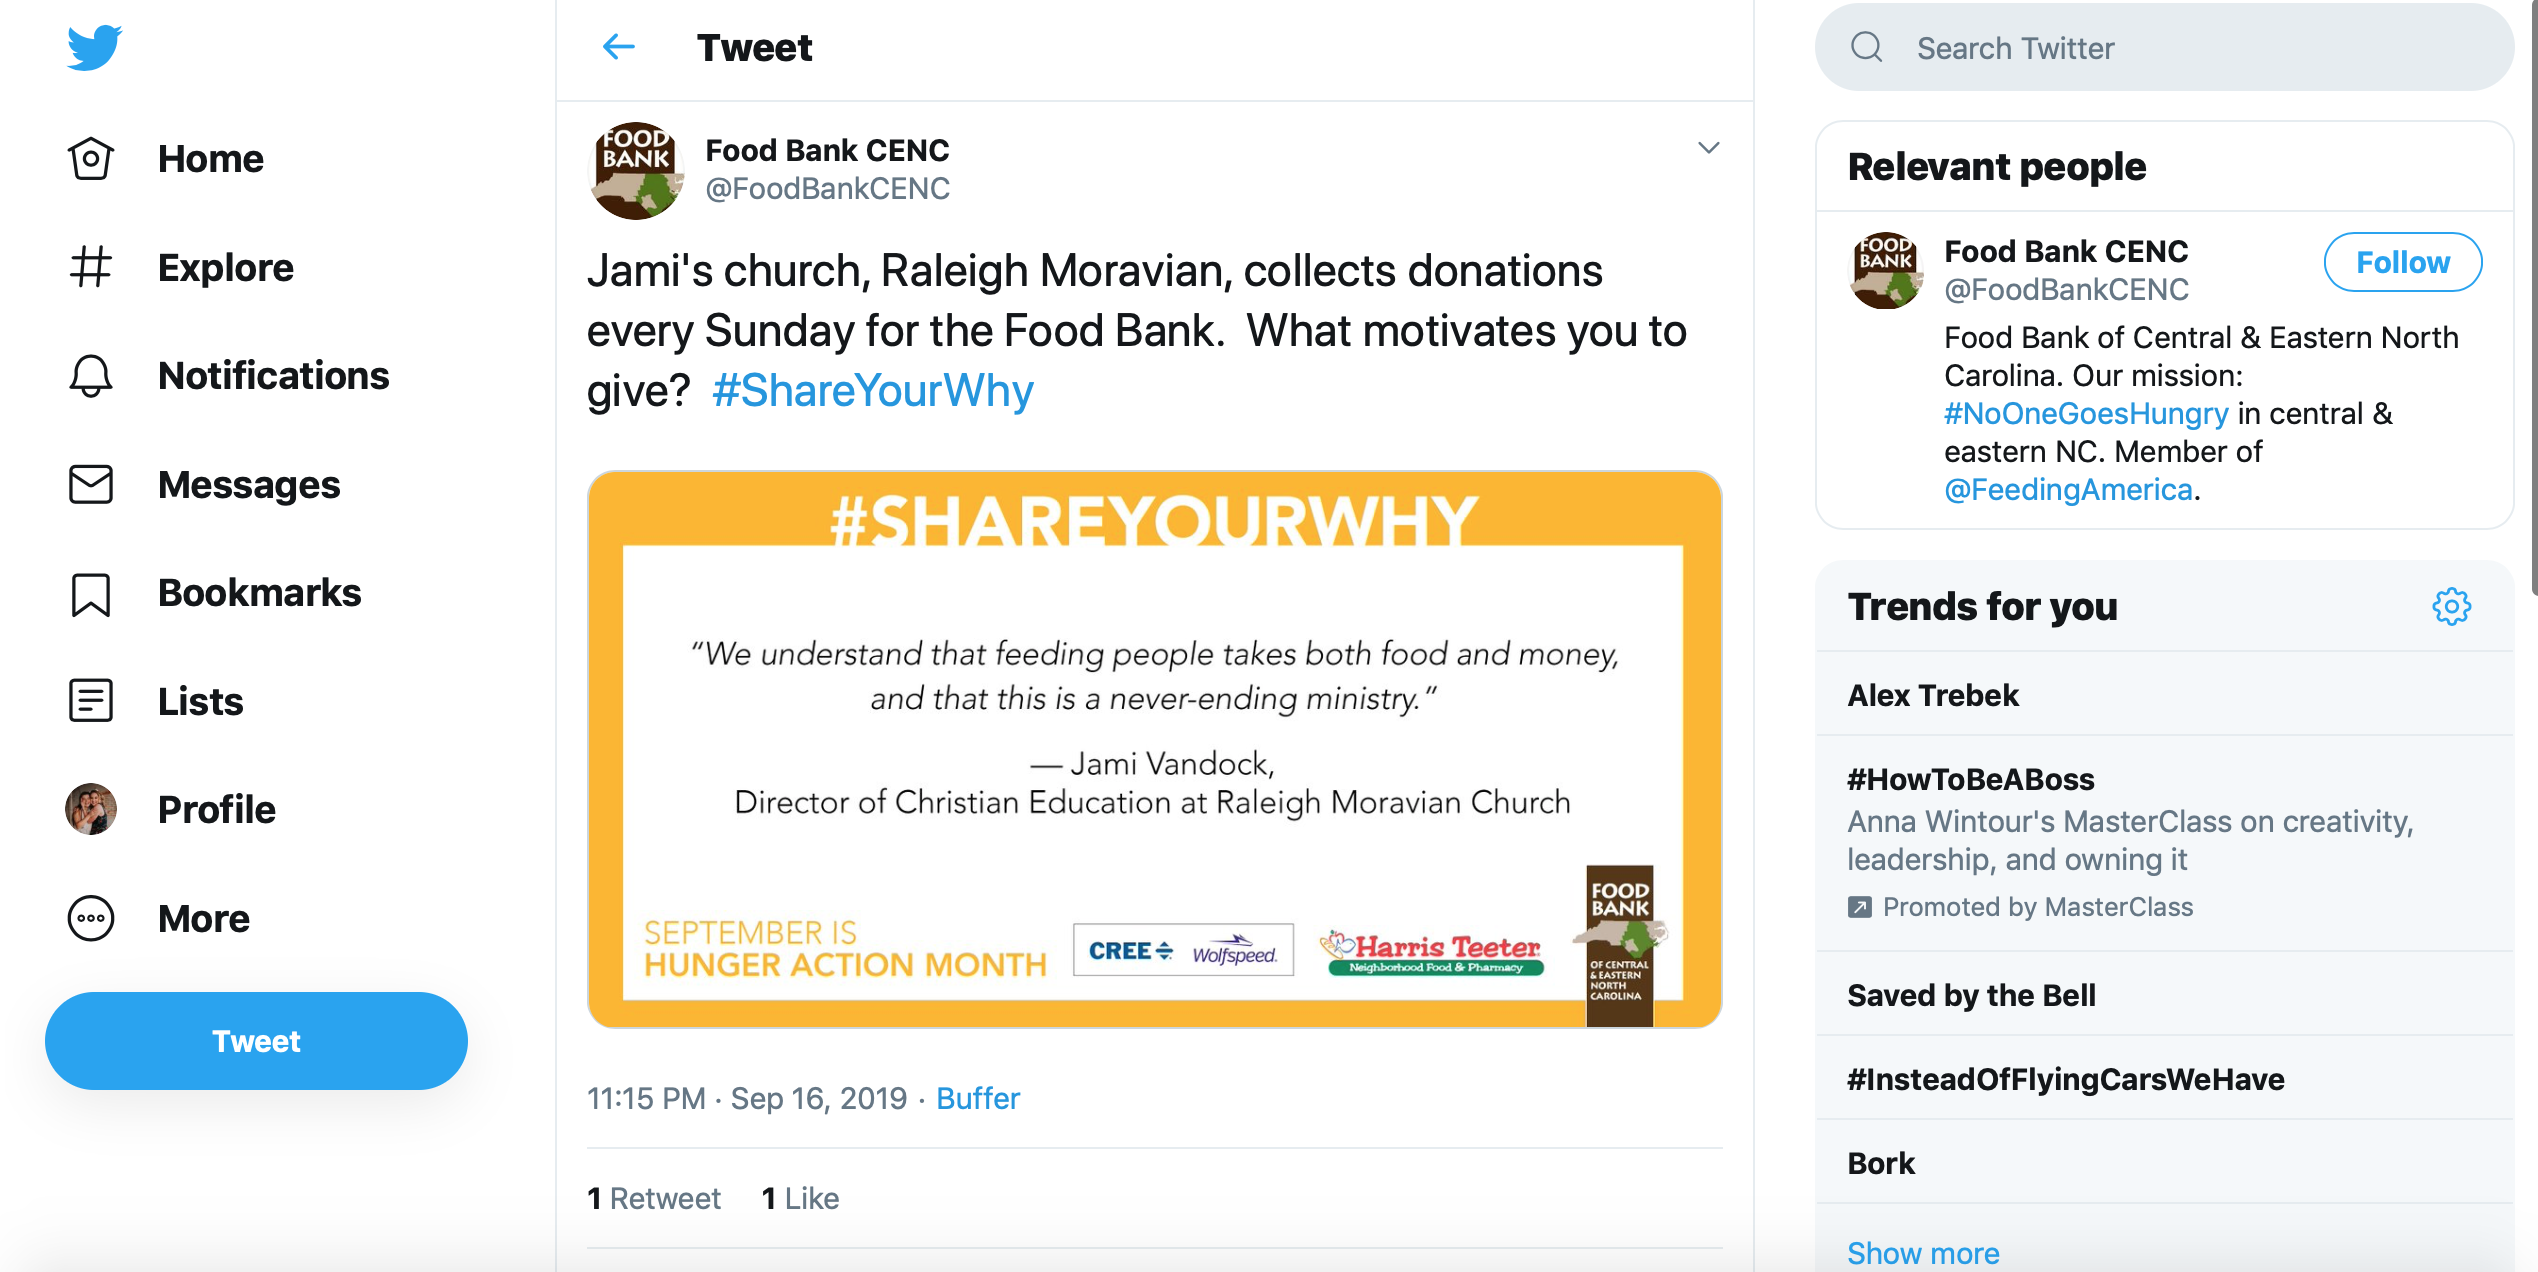 Home
Explore
Notifications
Messages
Bookmarks
Lists
Profile
More
Tweet
Tweet
FOOD
BANK
Food Bank CENC
@FoodBankCENC
Jami's church, Raleigh Moravian, collects donations
every Sunday for the Food Bank.  What motivates you to
give?  #ShareYourWhy
#SHAREYOURWHY
“We understand that feeding people takes both food and money,
and that this is a never-ending ministry.”
— Jami Vandock,
Director of Christian Education at Raleigh Moravian Church
SEPTEMBER IS
HUNGER ACTION MONTH
CREE Wolfspeed.
Harris Teeter
Neighborhood Food & Pharmacy
FOOD
BANK
OF CENTRAL
& EASTERN
NORTH
CAROLINA
11:15 PM · Sep 16, 2019 · Buffer
1 Retweet 1 Like
Search Twitter
Relevant people
FOOD
BANK
Food Bank CENC
@FoodBankCENC
Follow
Food Bank of Central & Eastern North
Carolina. Our mission:
#NoOneGoesHungry in central &
eastern NC. Member of
@FeedingAmerica.
Trends for you
Alex Trebek
#HowToBeABoss
Anna Wintour's MasterClass on creativity,
leadership, and owning it
Promoted by MasterClass
Saved by the Bell
#InsteadOfFlyingCarsWeHave
Bork
Show more